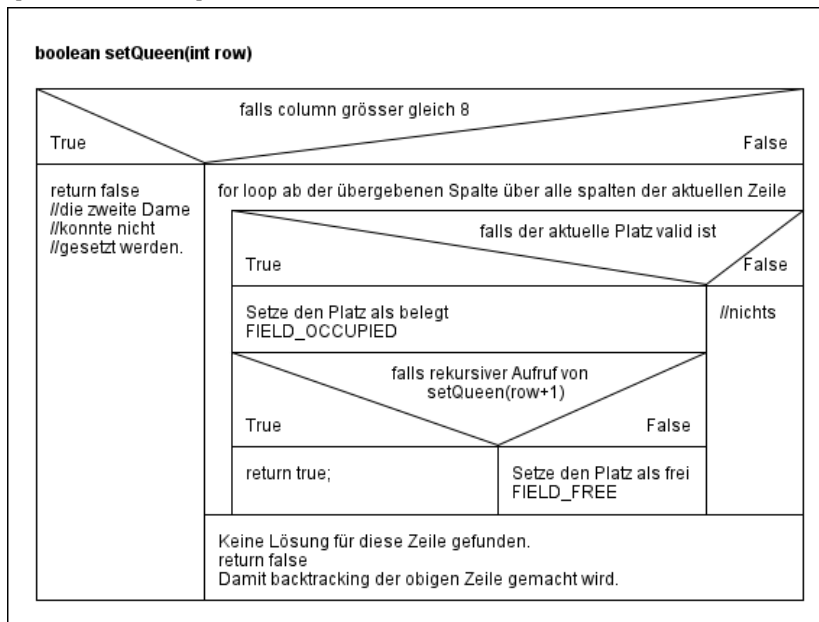 boolean setQueen(int row)
falls column grösser gleich 8
True
False
return false
//die zweite Dame
//konnte nicht
//gesetzt werden.
for loop ab der übergebenen Spalte über alle spalten der aktuellen Zeile
falls der aktuelle Platz valid ist
True
False
Setze den Platz als belegt
FIELD_OCCUPIED
//nichts
falls rekursiver Aufruf von
setQueen(row+1)
True
False
return true;
Setze den Platz als frei
FIELD_FREE
Keine Lösung für diese Zeile gefunden.
return false
Damit backtracking der obigen Zeile gemacht wird.